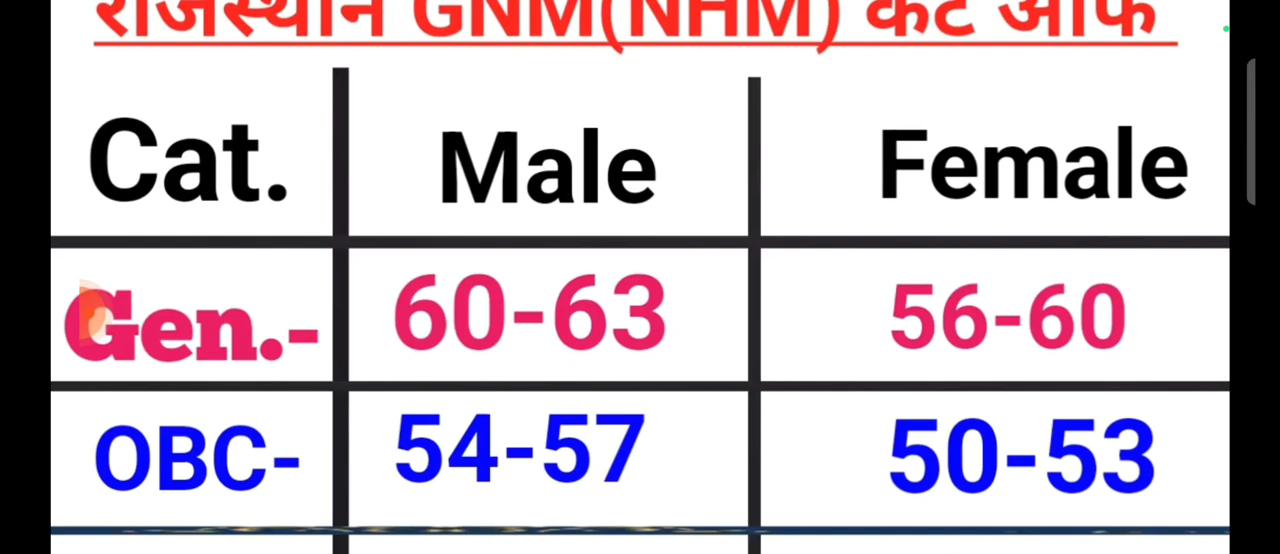 राजस्थान GNM(NHM) कट ऑफ
Cat. Male Female
Gen.- 60-63 56-60
OBC- 54-57 50-53